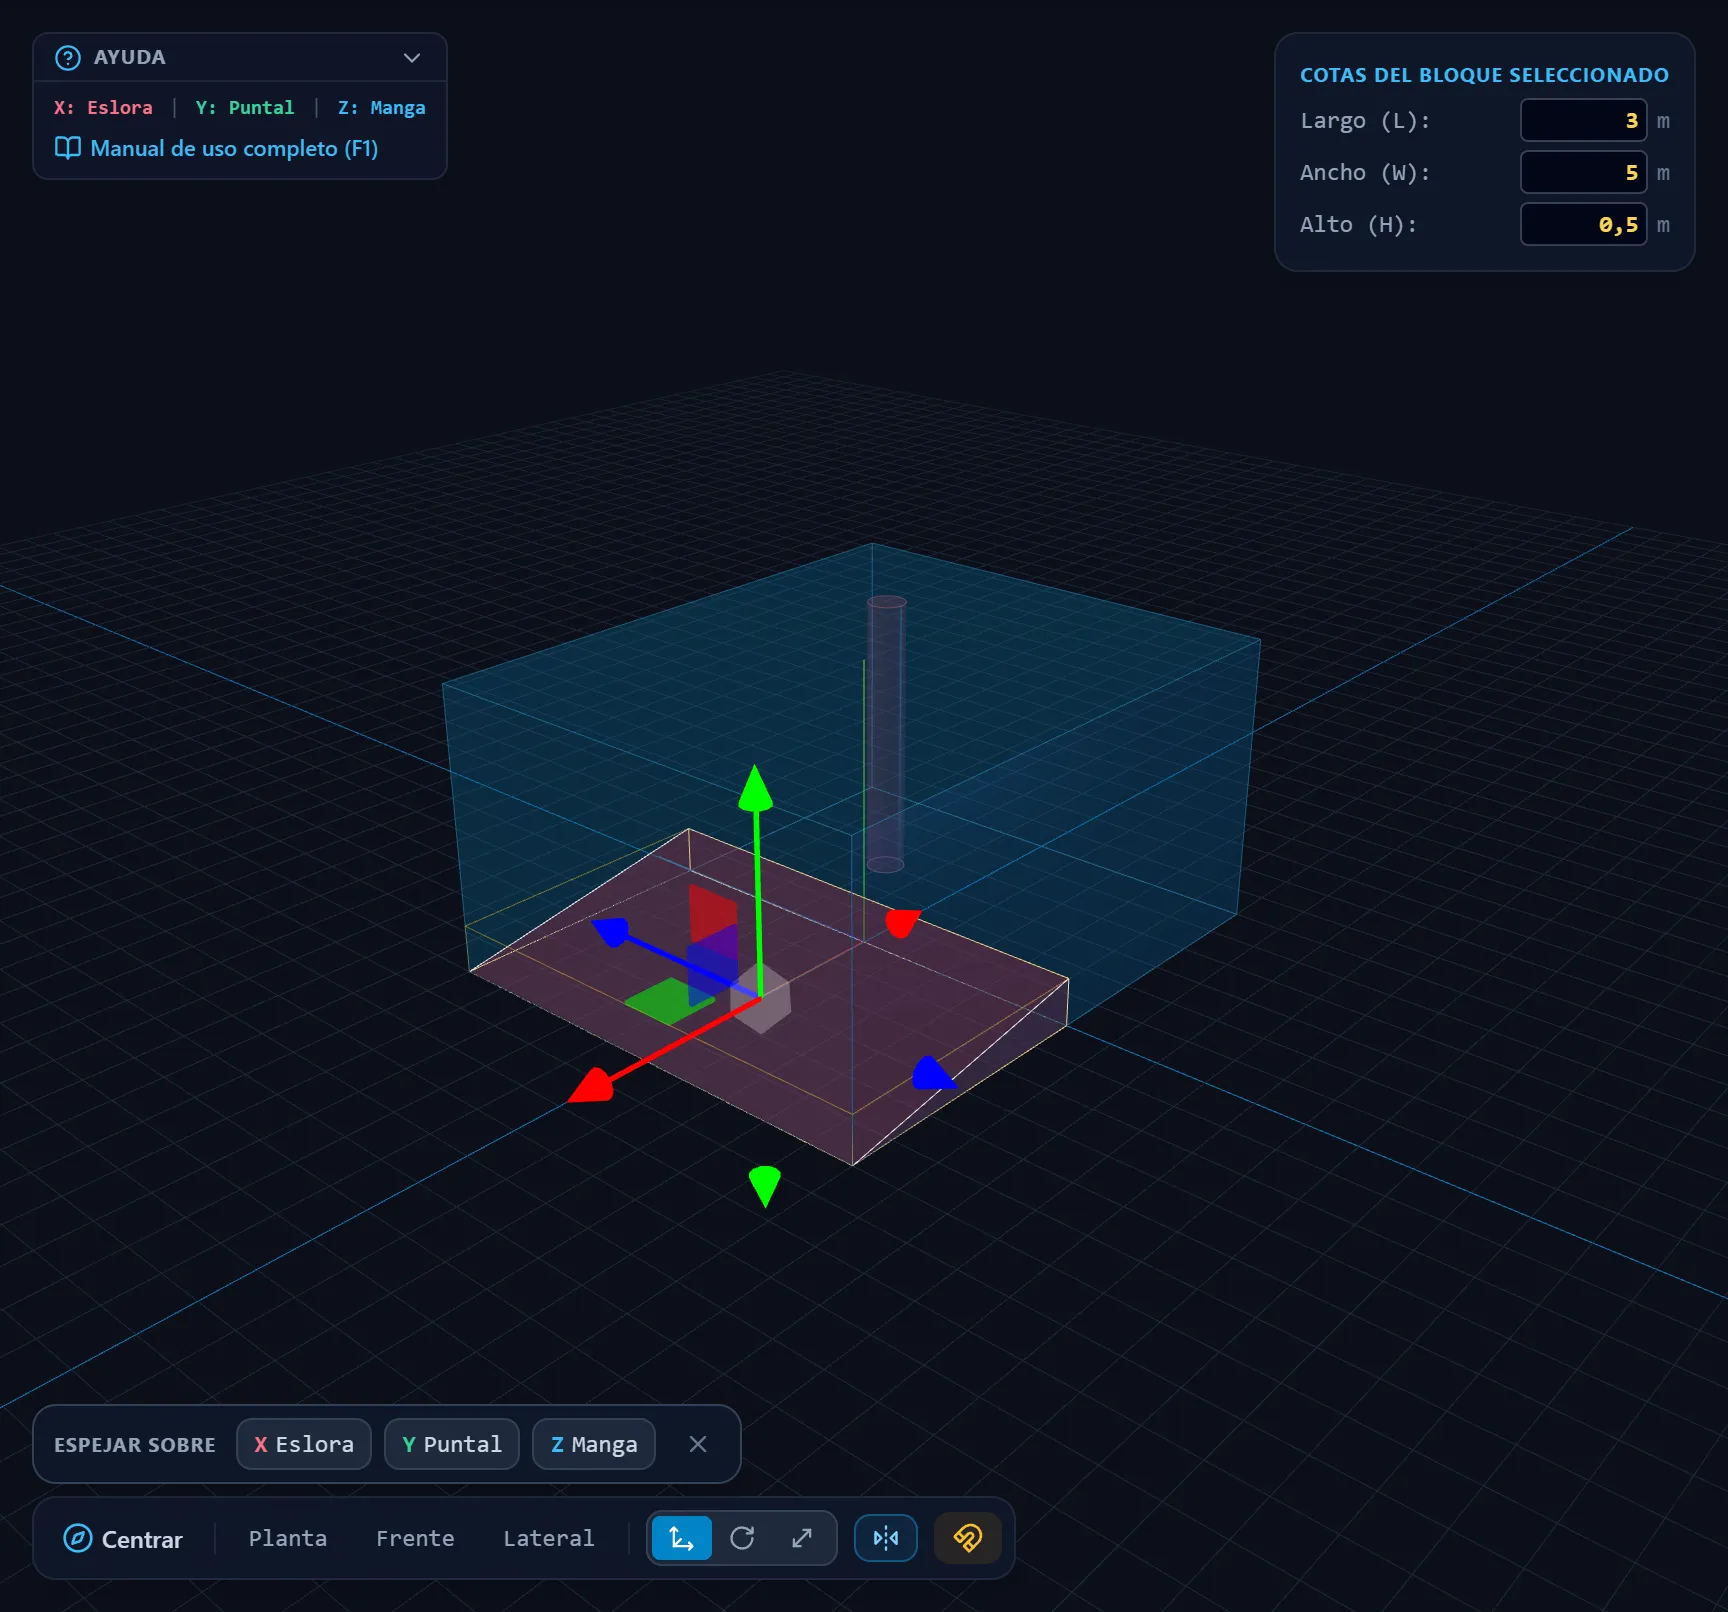 AYUDA
X: Eslora | Y: Puntal | Z: Manga
Manual de uso completo (F1)
COTAS DEL BLOQUE SELECCIONADO
Largo (L): 3 m
Ancho (W): 5 m
Alto (H): 0,5 m
ESPEJAR SOBRE X Eslora Y Puntal Z Manga
Centrar Planta Frente Lateral